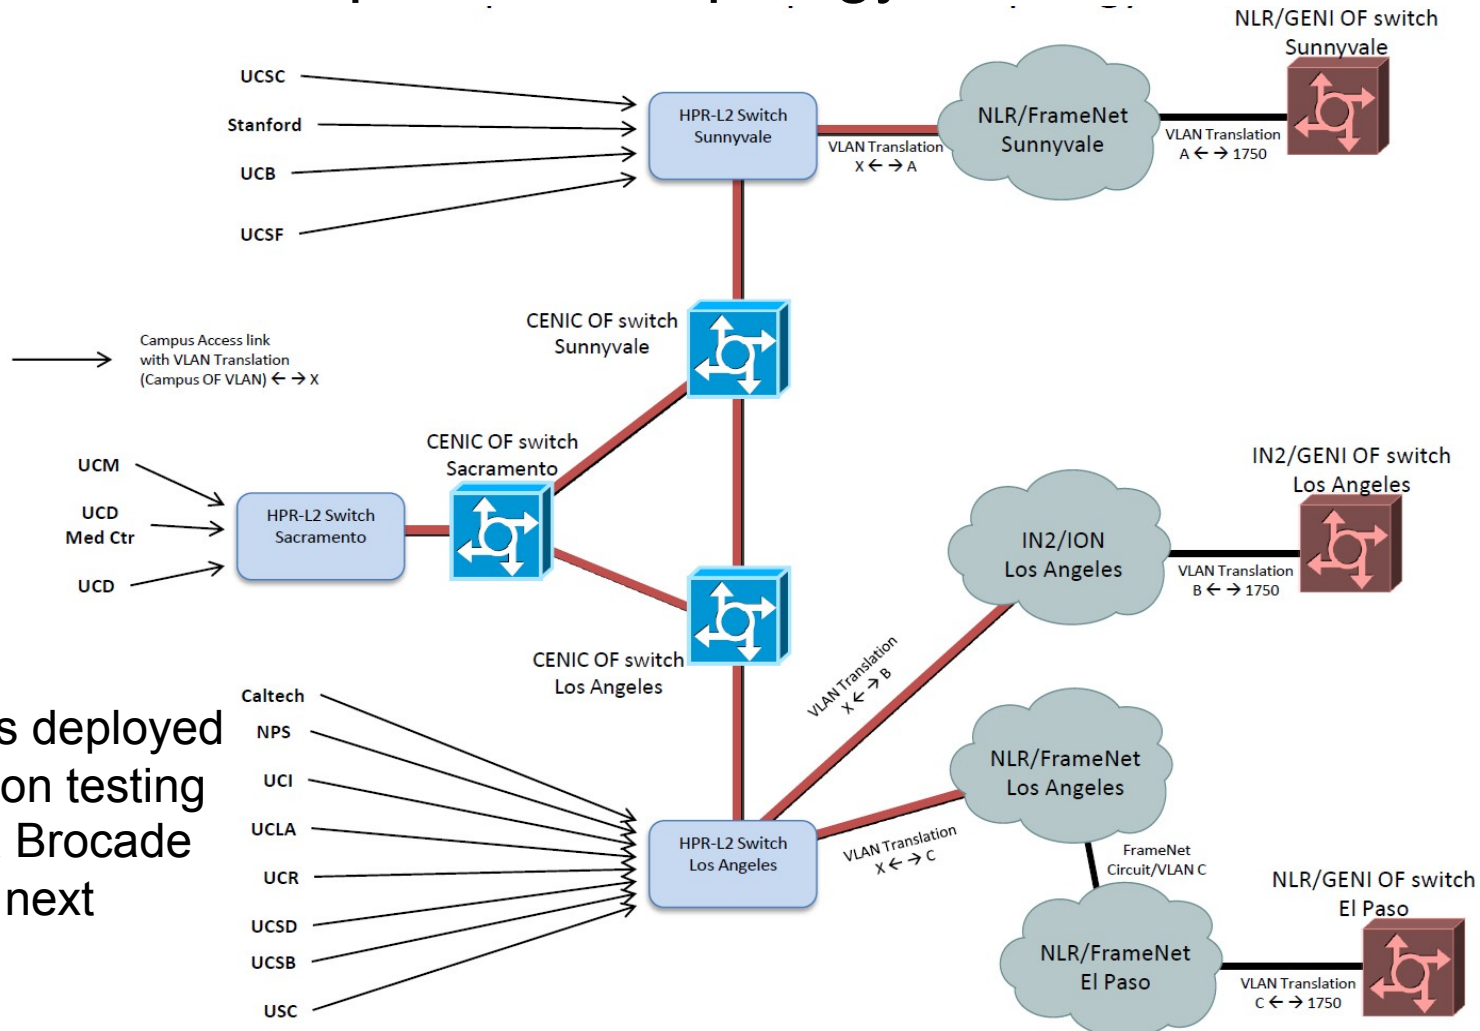 NLR/GENI OF switch
Sunnyvale
UCSC
Stanford
UCB
UCSF
HPR-L2 Switch
Sunnyvale
VLAN Translation
X ← → A
NLR/FrameNet
Sunnyvale
VLAN Translation
A ← → 1750
CENIC OF switch
Sunnyvale
Campus Access link
with VLAN Translation
(Campus OF VLAN) ← → X
CENIC OF switch
Sacramento
UCM
UCD
Med Ctr
UCD
HPR-L2 Switch
Sacramento
IN2/GENI OF switch
Los Angeles
IN2/ION
Los Angeles
VLAN Translation
B ← → 1750
CENIC OF switch
Los Angeles
VLAN Translation
X ← → B
s deployed
on testing
Brocade
next
Caltech
NPS
UCI
UCLA
UCR
UCSD
UCSB
USC
HPR-L2 Switch
Los Angeles
VLAN Translation
X ← → C
NLR/FrameNet
Los Angeles
FrameNet
Circuit/VLAN C
NLR/FrameNet
El Paso
VLAN Translation
C ← → 1750
NLR/GENI OF switch
El Paso